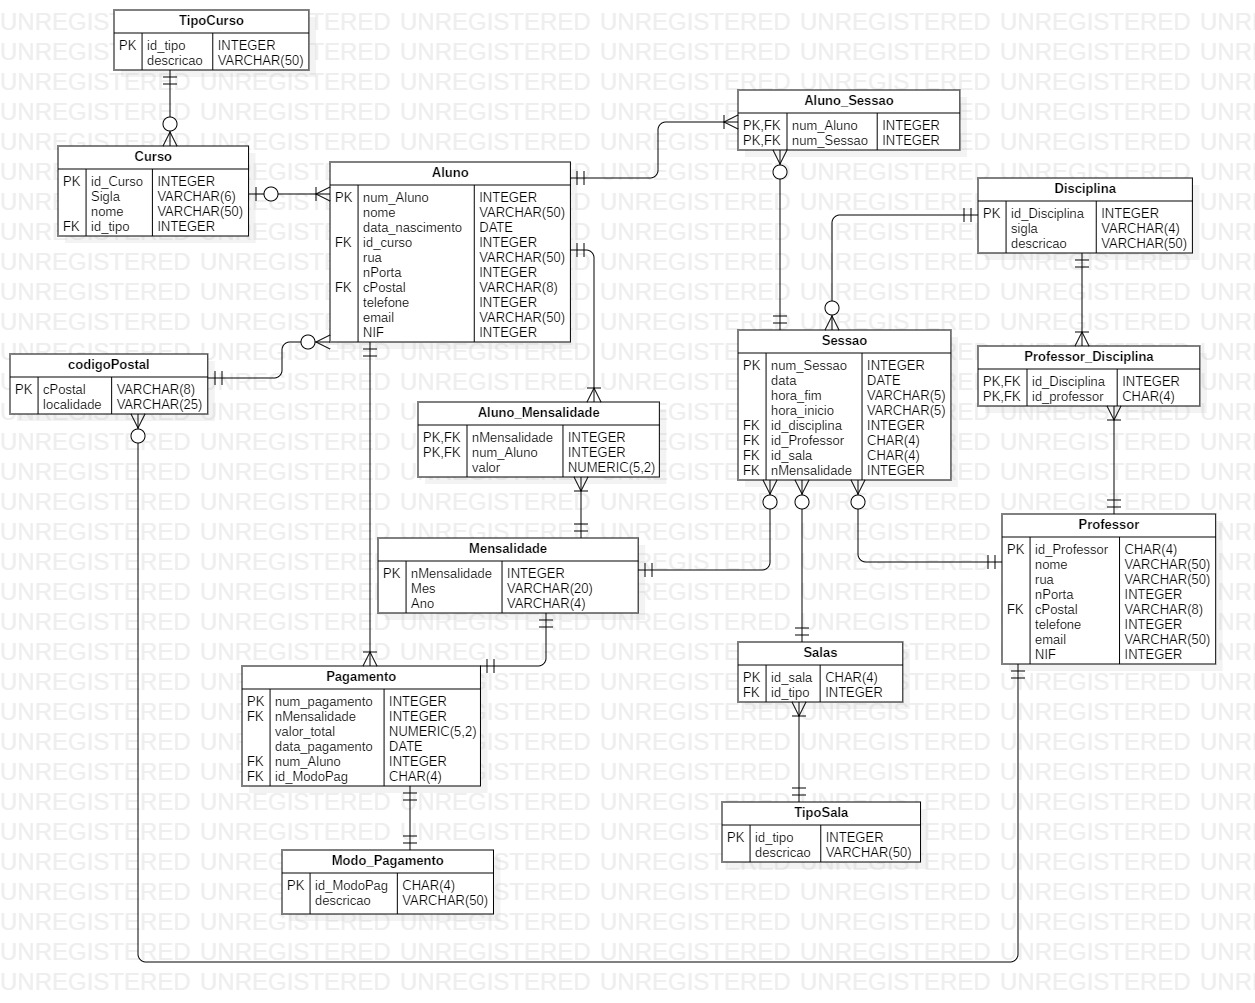 TipoCurso
PK id_tipo INTEGER
descricao VARCHAR(50)
Aluno_Sessao
PK,FK num_Aluno INTEGER
PK,FK num_Sessao INTEGER
Curso
PK id_Curso INTEGER
Sigla VARCHAR(6)
nome VARCHAR(50)
FK id_tipo INTEGER
Aluno
PK num_Aluno INTEGER
nome VARCHAR(50)
data_nascimento DATE
FK id_curso INTEGER
rua VARCHAR(50)
nPorta INTEGER
FK cPostal VARCHAR(8)
telefone INTEGER
email VARCHAR(50)
NIF INTEGER
Disciplina
PK id_Disciplina INTEGER
sigla VARCHAR(4)
descricao VARCHAR(50)
codigoPostal
PK cPostal VARCHAR(8)
localidade VARCHAR(25)
Sessao
PK num_Sessao INTEGER
data DATE
hora_fim VARCHAR(5)
hora_inicio VARCHAR(5)
FK id_disciplina INTEGER
FK id_Professor CHAR(4)
FK id_sala CHAR(4)
FK nMensalidade INTEGER
Professor_Disciplina
PK,FK id_Disciplina INTEGER
PK,FK id_professor CHAR(4)
Aluno_Mensalidade
PK,FK nMensalidade INTEGER
PK,FK num_Aluno INTEGER
valor NUMERIC(5,2)
Mensalidade
PK nMensalidade INTEGER
Mes VARCHAR(20)
Ano VARCHAR(4)
Professor
PK id_Professor CHAR(4)
nome VARCHAR(50)
rua VARCHAR(50)
nPorta INTEGER
FK cPostal VARCHAR(8)
telefone INTEGER
email VARCHAR(50)
NIF INTEGER
Salas
PK id_sala CHAR(4)
FK id_tipo INTEGER
Pagamento
PK num_pagamento INTEGER
FK nMensalidade INTEGER
valor_total NUMERIC(5,2)
data_pagamento DATE
FK num_Aluno INTEGER
FK id_ModoPag CHAR(4)
TipoSala
PK id_tipo INTEGER
descricao VARCHAR(50)
Modo_Pagamento
PK id_ModoPag CHAR(4)
descricao VARCHAR(50)
UNREGISTERED